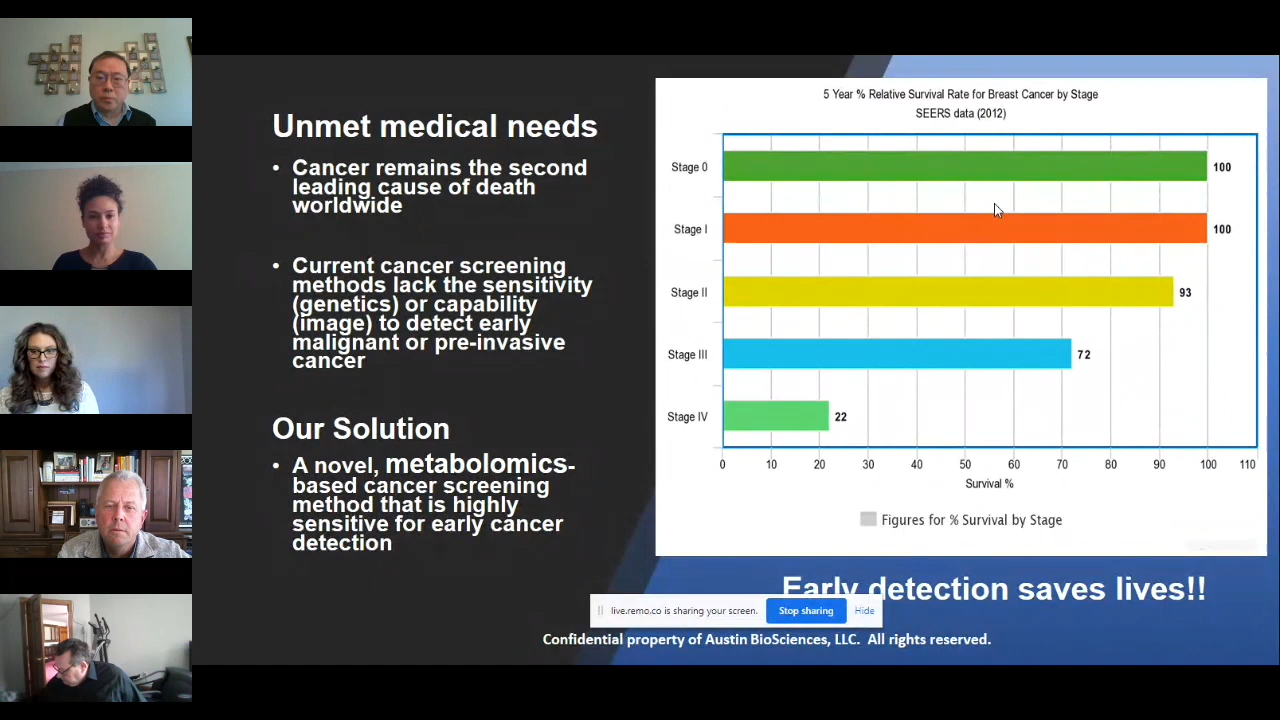 Unmet medical needs
• Cancer remains the second
leading cause of death
worldwide
• Current cancer screening
methods lack the sensitivity
(genetics) or capability
(image) to detect early
malignant or pre-invasive
cancer
Our Solution
• A novel, metabolomics-
based cancer screening
method that is highly
sensitive for early cancer
detection
5 Year % Relative Survival Rate for Breast Cancer by Stage
SEERS data (2012)
Stage 0 100
Stage I 100
Stage II 93
Stage III 72
Stage IV 22
0 10 20 30 40 50 60 70 80 90 100 110
Survival %
Figures for % Survival by Stage
Early detection saves lives!!
live.remo.co is sharing your screen. Stop sharing Hide
Confidential property of Austin BioSciences, LLC. All rights reserved.